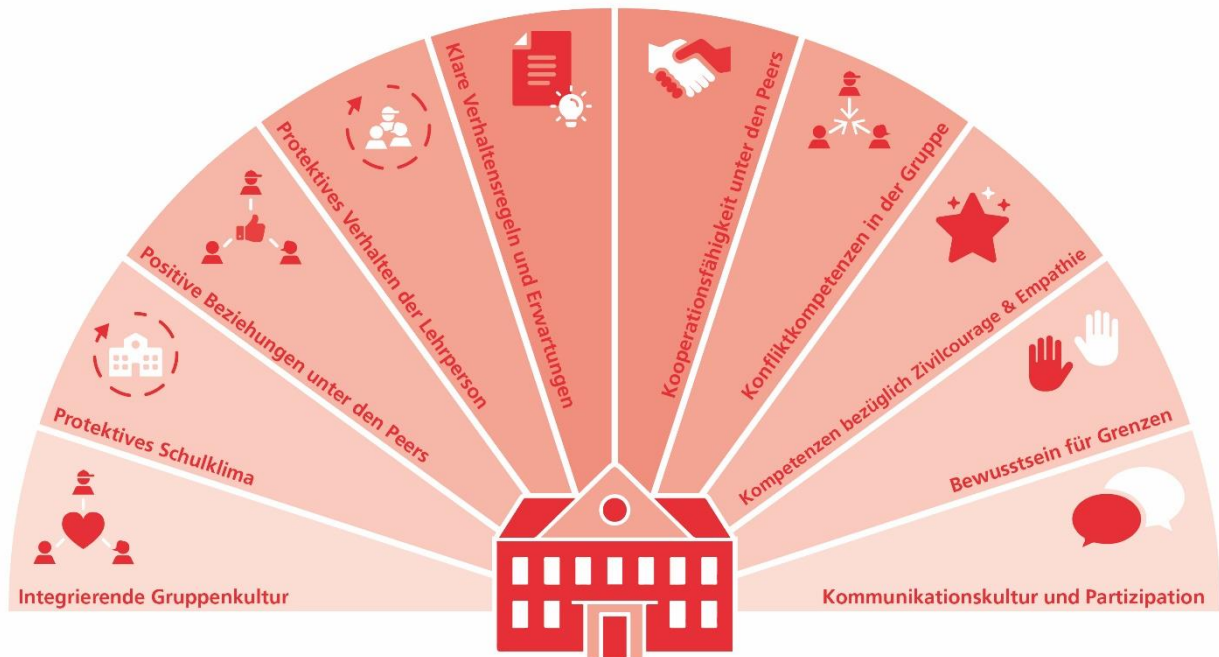 Integrierende Gruppenkultur
Protektives Schulklima
Positive Beziehungen unter den Peers
Protektives Verhalten der Lehrperson
Klare Verhaltensregeln und Erwartungen
Kooperationsfähigkeit unter den Peers
Konfliktkompetenzen in der Gruppe
Kompetenzen bezüglich Zivilcourage & Empathie
Bewusstsein für Grenzen
Kommunikationskultur und Partizipation